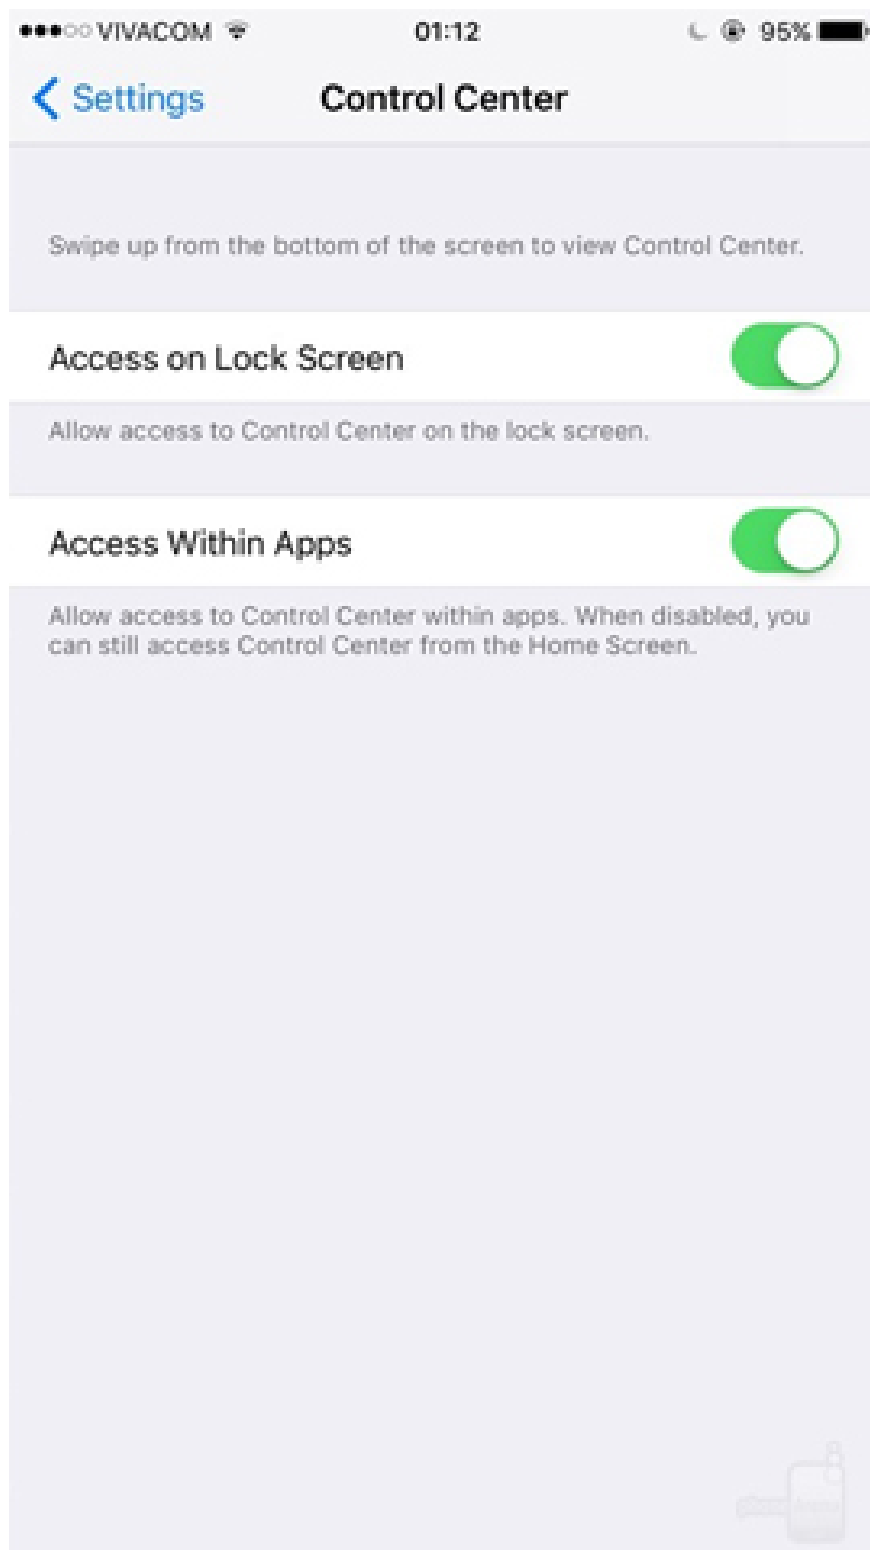 VIVACOM 01:12 95%
Settings Control Center
Swipe up from the bottom of the screen to view Control Center.
Access on Lock Screen
Allow access to Control Center on the lock screen.
Access Within Apps
Allow access to Control Center within apps. When disabled, you
can still access Control Center from the Home Screen.